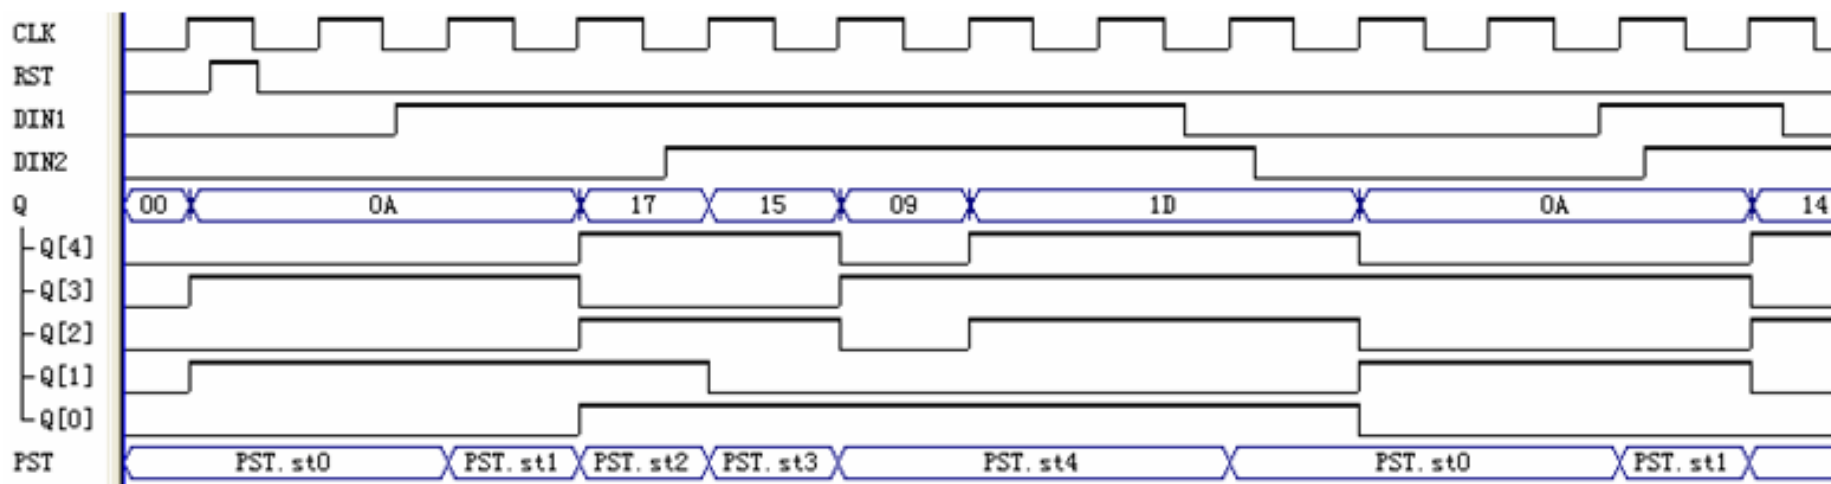 CLK
RST
DIN1
DIN2
Q 00 0A 17 15 09 1D 0A 14
Q[4]
Q[3]
Q[2]
Q[1]
Q[0]
PST PST.st0 PST.st1 PST.st2 PST.st3 PST.st4 PST.st0 PST.st1